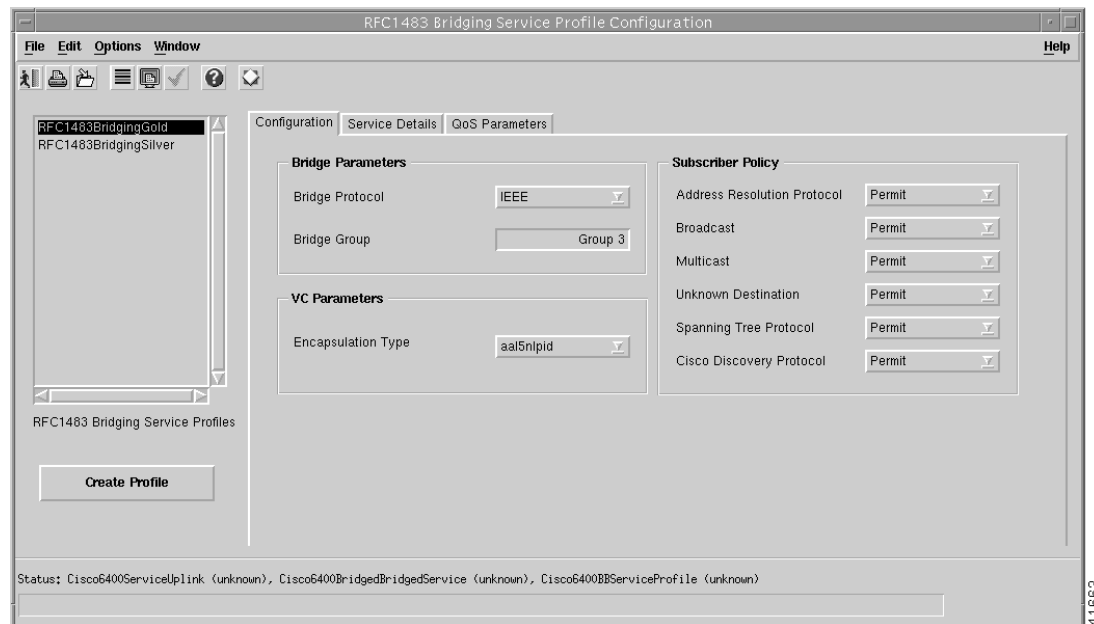 RFC1483 Bridging Service Profile Configuration
File Edit Options Window Help
RFC1483BridgingGold
RFC1483BridgingSilver
RFC1483 Bridging Service Profiles
Create Profile
Configuration Service Details QoS Parameters
Bridge Parameters
Bridge Protocol IEEE
Bridge Group Group 3
VC Parameters
Encapsulation Type aal5nlpid
Subscriber Policy
Address Resolution Protocol Permit
Broadcast Permit
Multicast Permit
Unknown Destination Permit
Spanning Tree Protocol Permit
Cisco Discovery Protocol Permit
Status: Cisco6400ServiceUplink (unknown), Cisco6400BridgedBridgedService (unknown), Cisco6400BBServiceProfile (unknown)